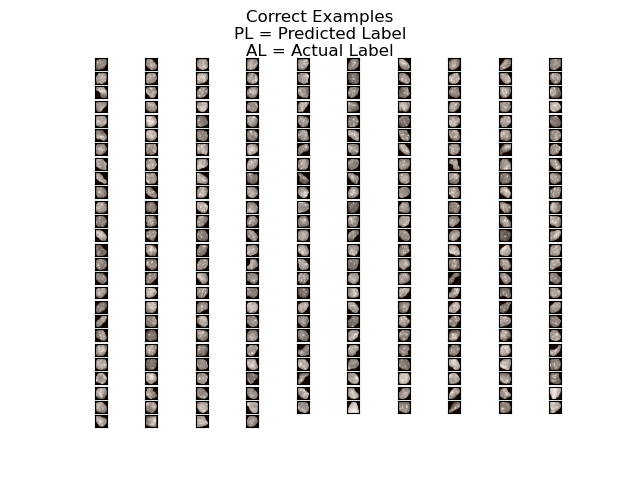 Correct Examples
PL = Predicted Label
AL = Actual Label